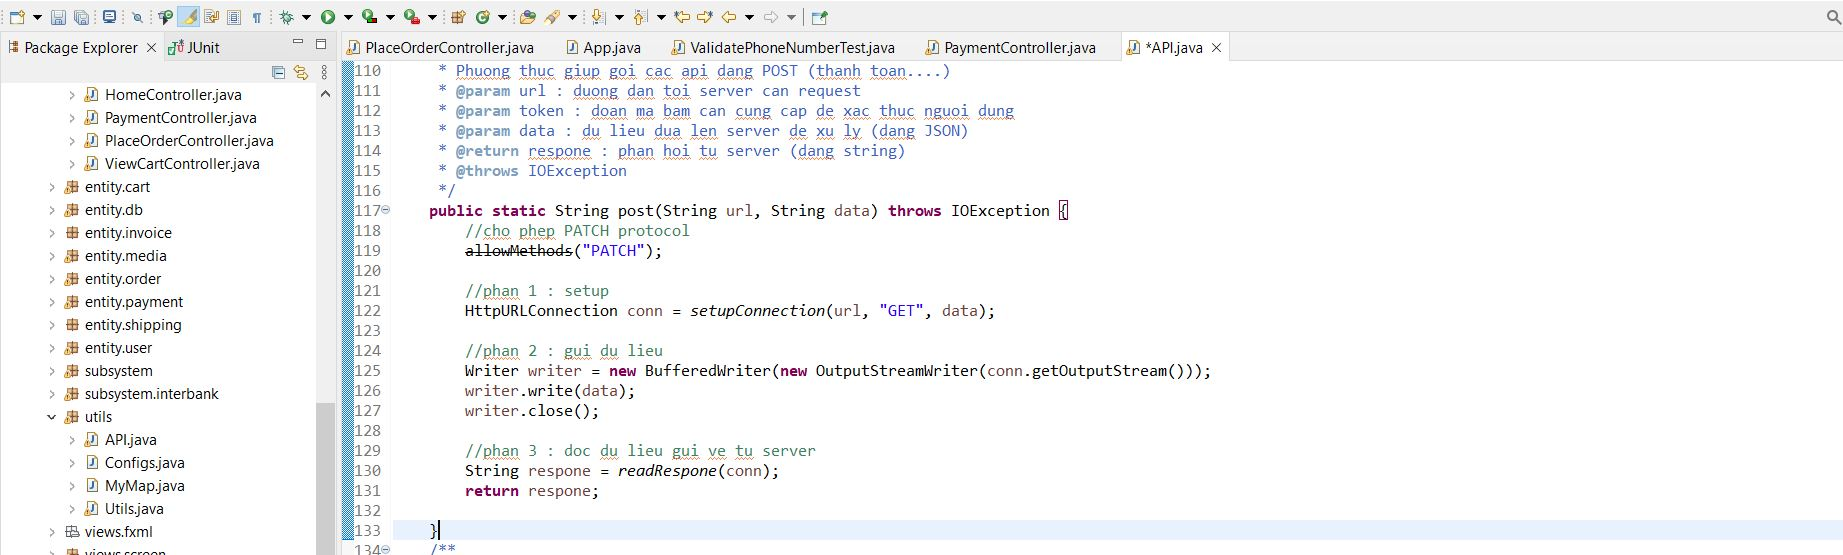 Package Explorer
JUnit
HomeController.java
PaymentController.java
PlaceOrderController.java
ViewCartController.java
entity.cart
entity.db
entity.invoice
entity.media
entity.order
entity.payment
entity.shipping
entity.user
subsystem
subsystem.interbank
utils
API.java
Configs.java
MyMap.java
Utils.java
views.fxml
views.screen
PlaceOrderController.java
App.java
ValidatePhoneNumberTest.java
PaymentController.java
*API.java
110 * Phuong thuc giup goi cac api dang POST (thanh toan....)
111 * @param url : duong dan toi server can request
112 * @param token : doan ma bam can cung cap de xac thuc nguoi dung
113 * @param data : du lieu dua len server de xu ly (dang JSON)
114 * @return respone : phan hoi tu server (dang string)
115 * @throws IOException
116 */
117 public static String post(String url, String data) throws IOException {
118 //cho phep PATCH protocol
119 allowMethods("PATCH");
120
121 //phan 1 : setup
122 HttpURLConnection conn = setupConnection(url, "GET", data);
123
124 //phan 2 : gui du lieu
125 Writer writer = new BufferedWriter(new OutputStreamWriter(conn.getOutputStream()));
126 writer.write(data);
127 writer.close();
128
129 //phan 3 : doc du lieu gui ve tu server
130 String respone = readRespone(conn);
131 return respone;
132
133 }
134 /**